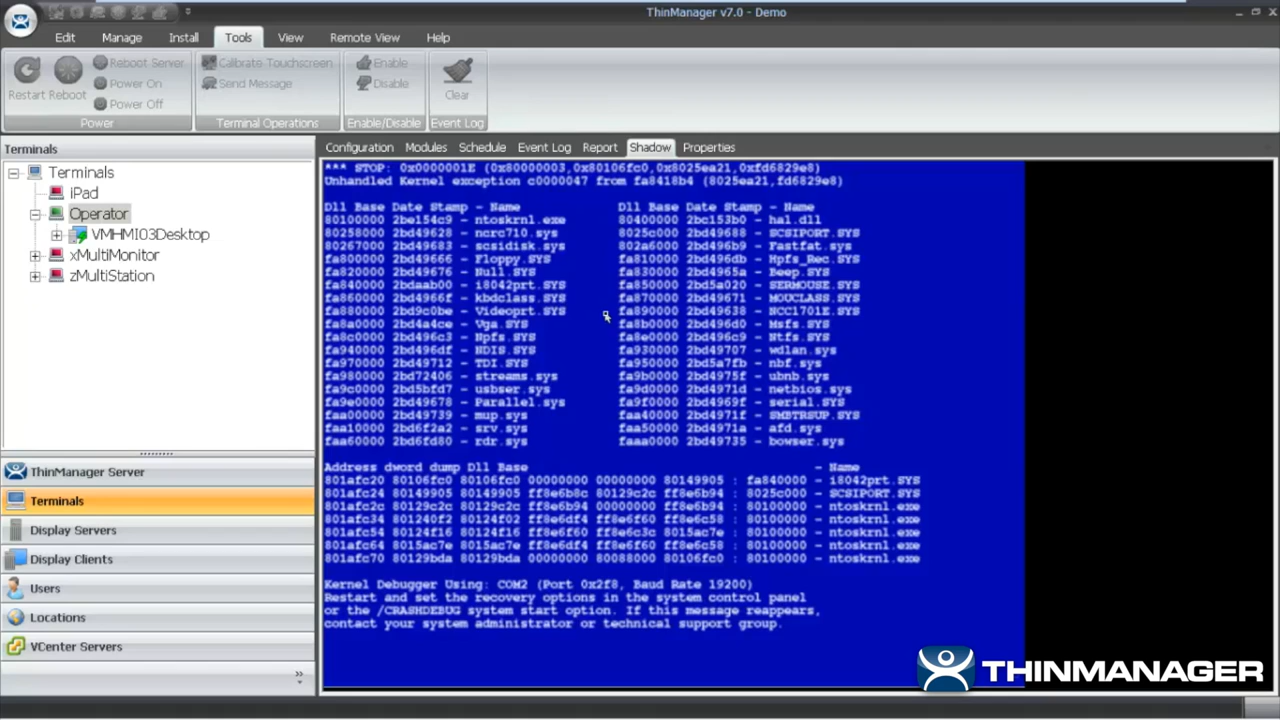 ThinManager v7.0 - Demo
Edit Manage Install Tools View Remote View Help
Restart Reboot
Reboot Server
Power On
Power Off
Power
Calibrate Touchscreen
Send Message
Terminal Operations
Enable
Disable
Enable/Disable
Clear
Event Log
Terminals
Terminals
iPad
Operator
VMHMI03Desktop
xMultiMonitor
zMultiStation
ThinManager Server
Terminals
Display Servers
Display Clients
Users
Locations
VCenter Servers
Configuration Modules Schedule Event Log Report Shadow Properties
*** STOP: 0x0000001E (0x80000003,0x80106fc0,0x8025ea21,0xfd6829e8)
Unhandled Kernel exception c0000047 from fa8418b4 (8025ea21,fd6829e8)
Dll Base Date Stamp - Name Dll Base Date Stamp - Name
80100000 2be154c9 - ntoskrnl.exe 80400000 2bc153b0 - hal.dll
80258000 2bd49628 - ncrc710.sys 8025c000 2bd49688 - SCSIPORT.SYS
80267000 2bd49683 - scsidisk.sys 802a6000 2bd496b9 - Fastfat.sys
fa800000 2bd49666 - Floppy.SYS fa810000 2bd496db - Hpfs_Rec.SYS
fa820000 2bd49676 - Null.SYS fa830000 2bd4965a - Beep.SYS
fa840000 2bdaab00 - i8042prt.SYS fa850000 2bd5a020 - SERMOUSE.SYS
fa860000 2bd4966f - kbdclass.SYS fa870000 2bd49671 - MOUCLASS.SYS
fa880000 2bd9c0be - Videoprt.SYS fa890000 2bd49638 - NCC1701E.SYS
fa8a0000 2bd4a4ce - Vga.SYS fa8b0000 2bd496d0 - Msfs.SYS
fa8c0000 2bd496c3 - Npfs.SYS fa8e0000 2bd496c9 - Ntfs.SYS
fa940000 2bd496df - NDIS.SYS fa930000 2bd49707 - wdlan.sys
fa970000 2bd49712 - TDI.SYS fa950000 2bd5a7fb - nbf.sys
fa980000 2bd72406 - streams.sys fa9b0000 2bd4975f - ubnb.sys
fa9c0000 2bd5bfd7 - usbser.sys fa9d0000 2bd4971d - netbios.sys
fa9e0000 2bd49678 - Parallel.sys fa9f0000 2bd4969f - serial.SYS
faa00000 2bd49739 - mup.sys faa40000 2bd4971f - SMBTRSUP.SYS
faa10000 2bd6f2a2 - srv.sys faa50000 2bd4971a - afd.sys
faa60000 2bd6fd80 - rdr.sys faaa0000 2bd49735 - bowser.sys
Address dword dump Dll Base - Name
801afc20 80106fc0 80106fc0 00000000 00000000 80149905 : fa840000 - i8042prt.SYS
801afc24 80149905 80149905 ff8e6b8c 80129c2c ff8e6b94 : 8025c000 - SCSIPORT.SYS
801afc2c 80129c2c 80129c2c ff8e6b94 00000000 ff8e6b94 : 80100000 - ntoskrnl.exe
801afc34 801240f2 80124f02 ff8e6df4 ff8e6f60 ff8e6c58 : 80100000 - ntoskrnl.exe
801afc54 80124f16 80124f16 ff8e6f60 ff8e6c3c 8015ac7e : 80100000 - ntoskrnl.exe
801afc64 8015ac7e 8015ac7e ff8e6df4 ff8e6f60 ff8e6c58 : 80100000 - ntoskrnl.exe
801afc70 80129bda 80129bda 00000000 80088000 80106fc0 : 80100000 - ntoskrnl.exe
Kernel Debugger Using: COM2 (Port 0x2f8, Baud Rate 19200)
Restart and set the recovery options in the system control panel
or the /CRASHDEBUG system start option. If this message reappears,
contact your system administrator or technical support group.
THINMANAGER